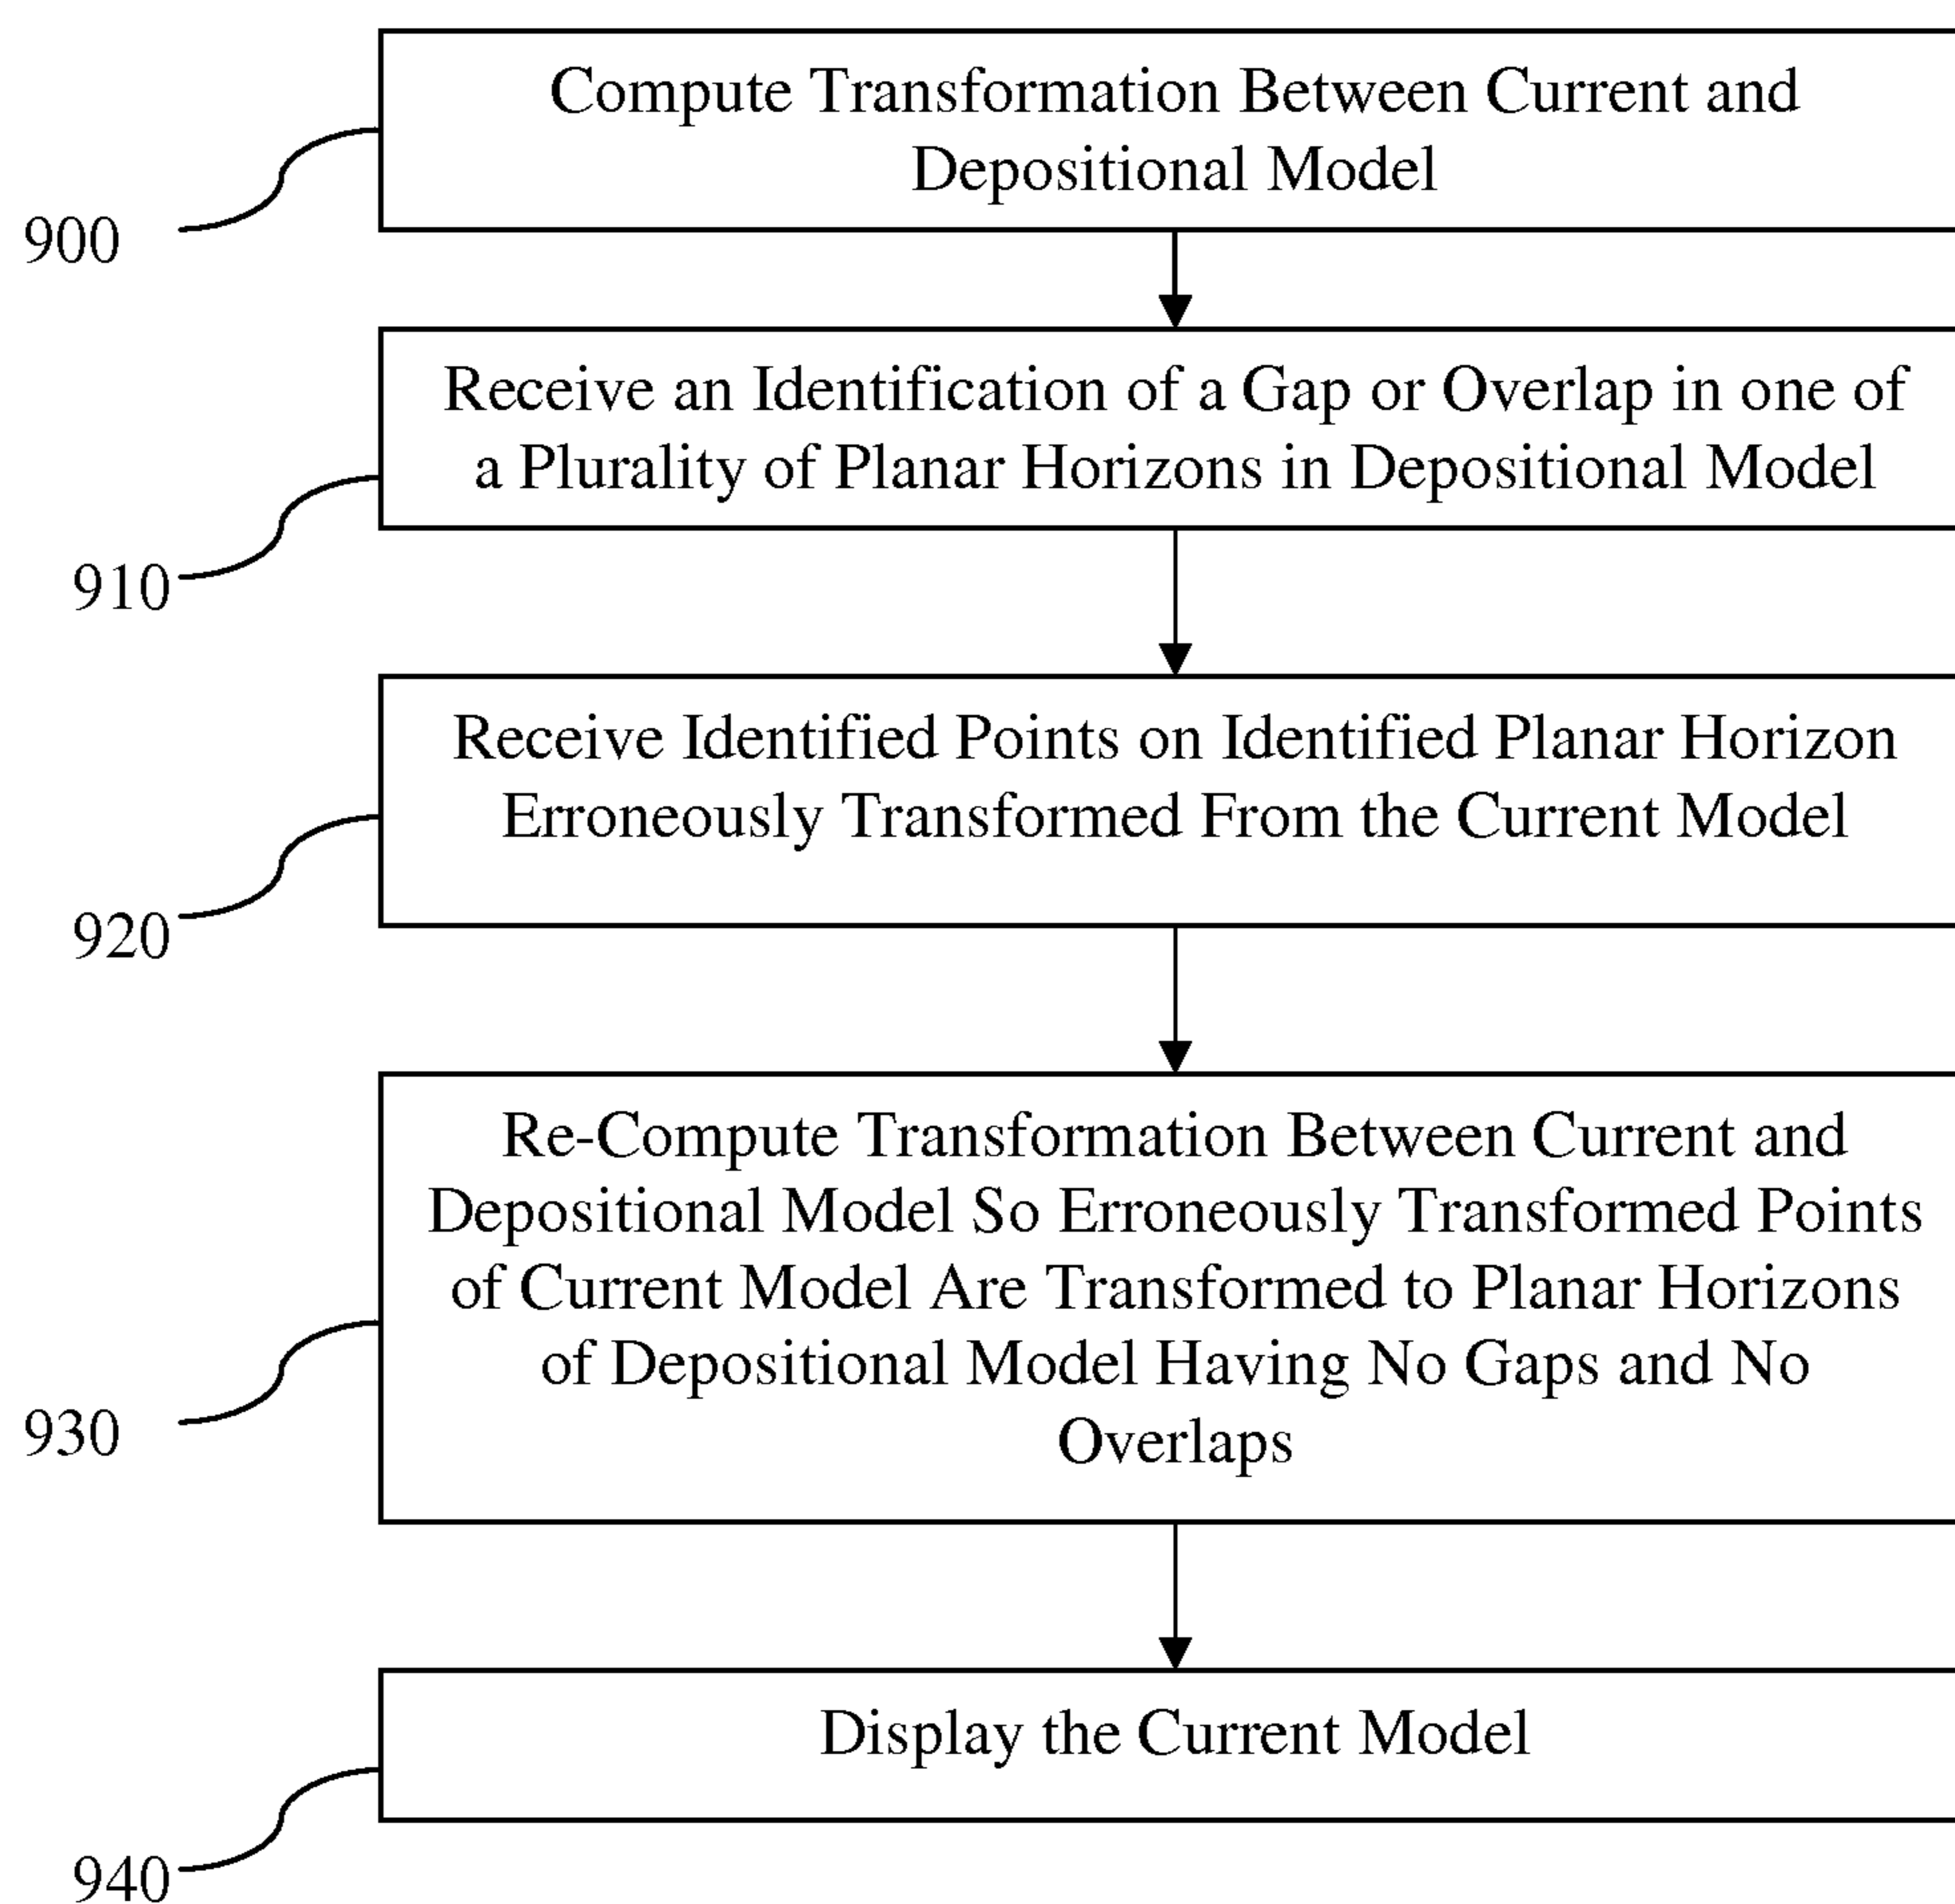 Compute Transformation Between Current and
Depositional Model
900
Receive an Identification of a Gap or Overlap in one of
a Plurality of Planar Horizons in Depositional Model
910
Receive Identified Points on Identified Planar Horizon
Erroneously Transformed From the Current Model
920
Re-Compute Transformation Between Current and
Depositional Model So Erroneously Transformed Points
of Current Model Are Transformed to Planar Horizons
of Depositional Model Having No Gaps and No
Overlaps
930
Display the Current Model
940